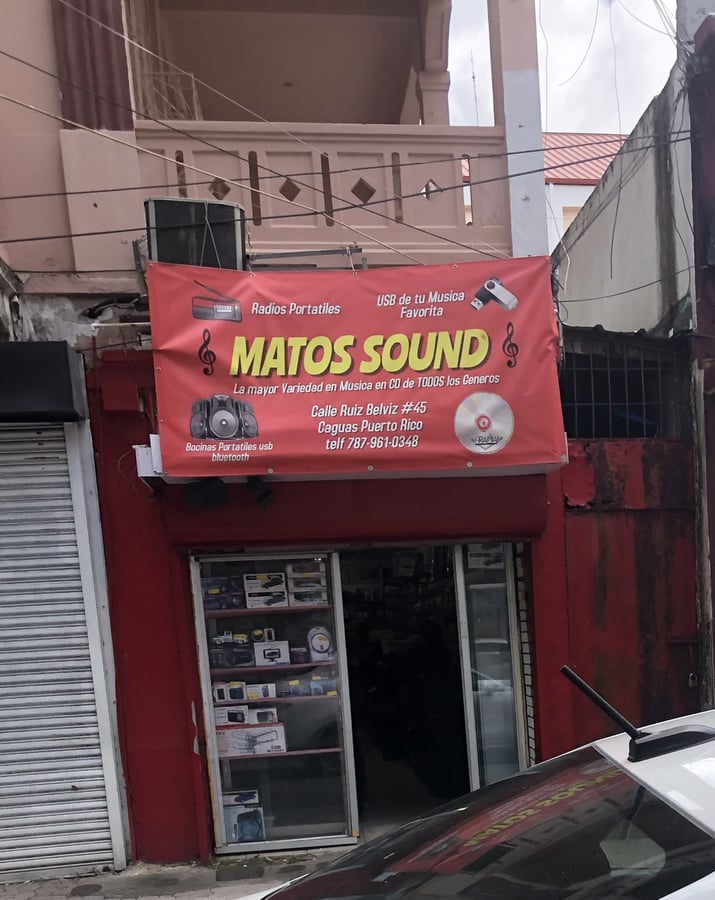 Radios Portatiles
USB de tu Musica
Favorita
MATOS SOUND
La mayor Variedad en Musica en CD de TODOS los Generos
Bocinas Portatiles usb
bluetooth
Calle Ruiz Belviz #45
Caguas Puerto Rico
telf 787-961-0348